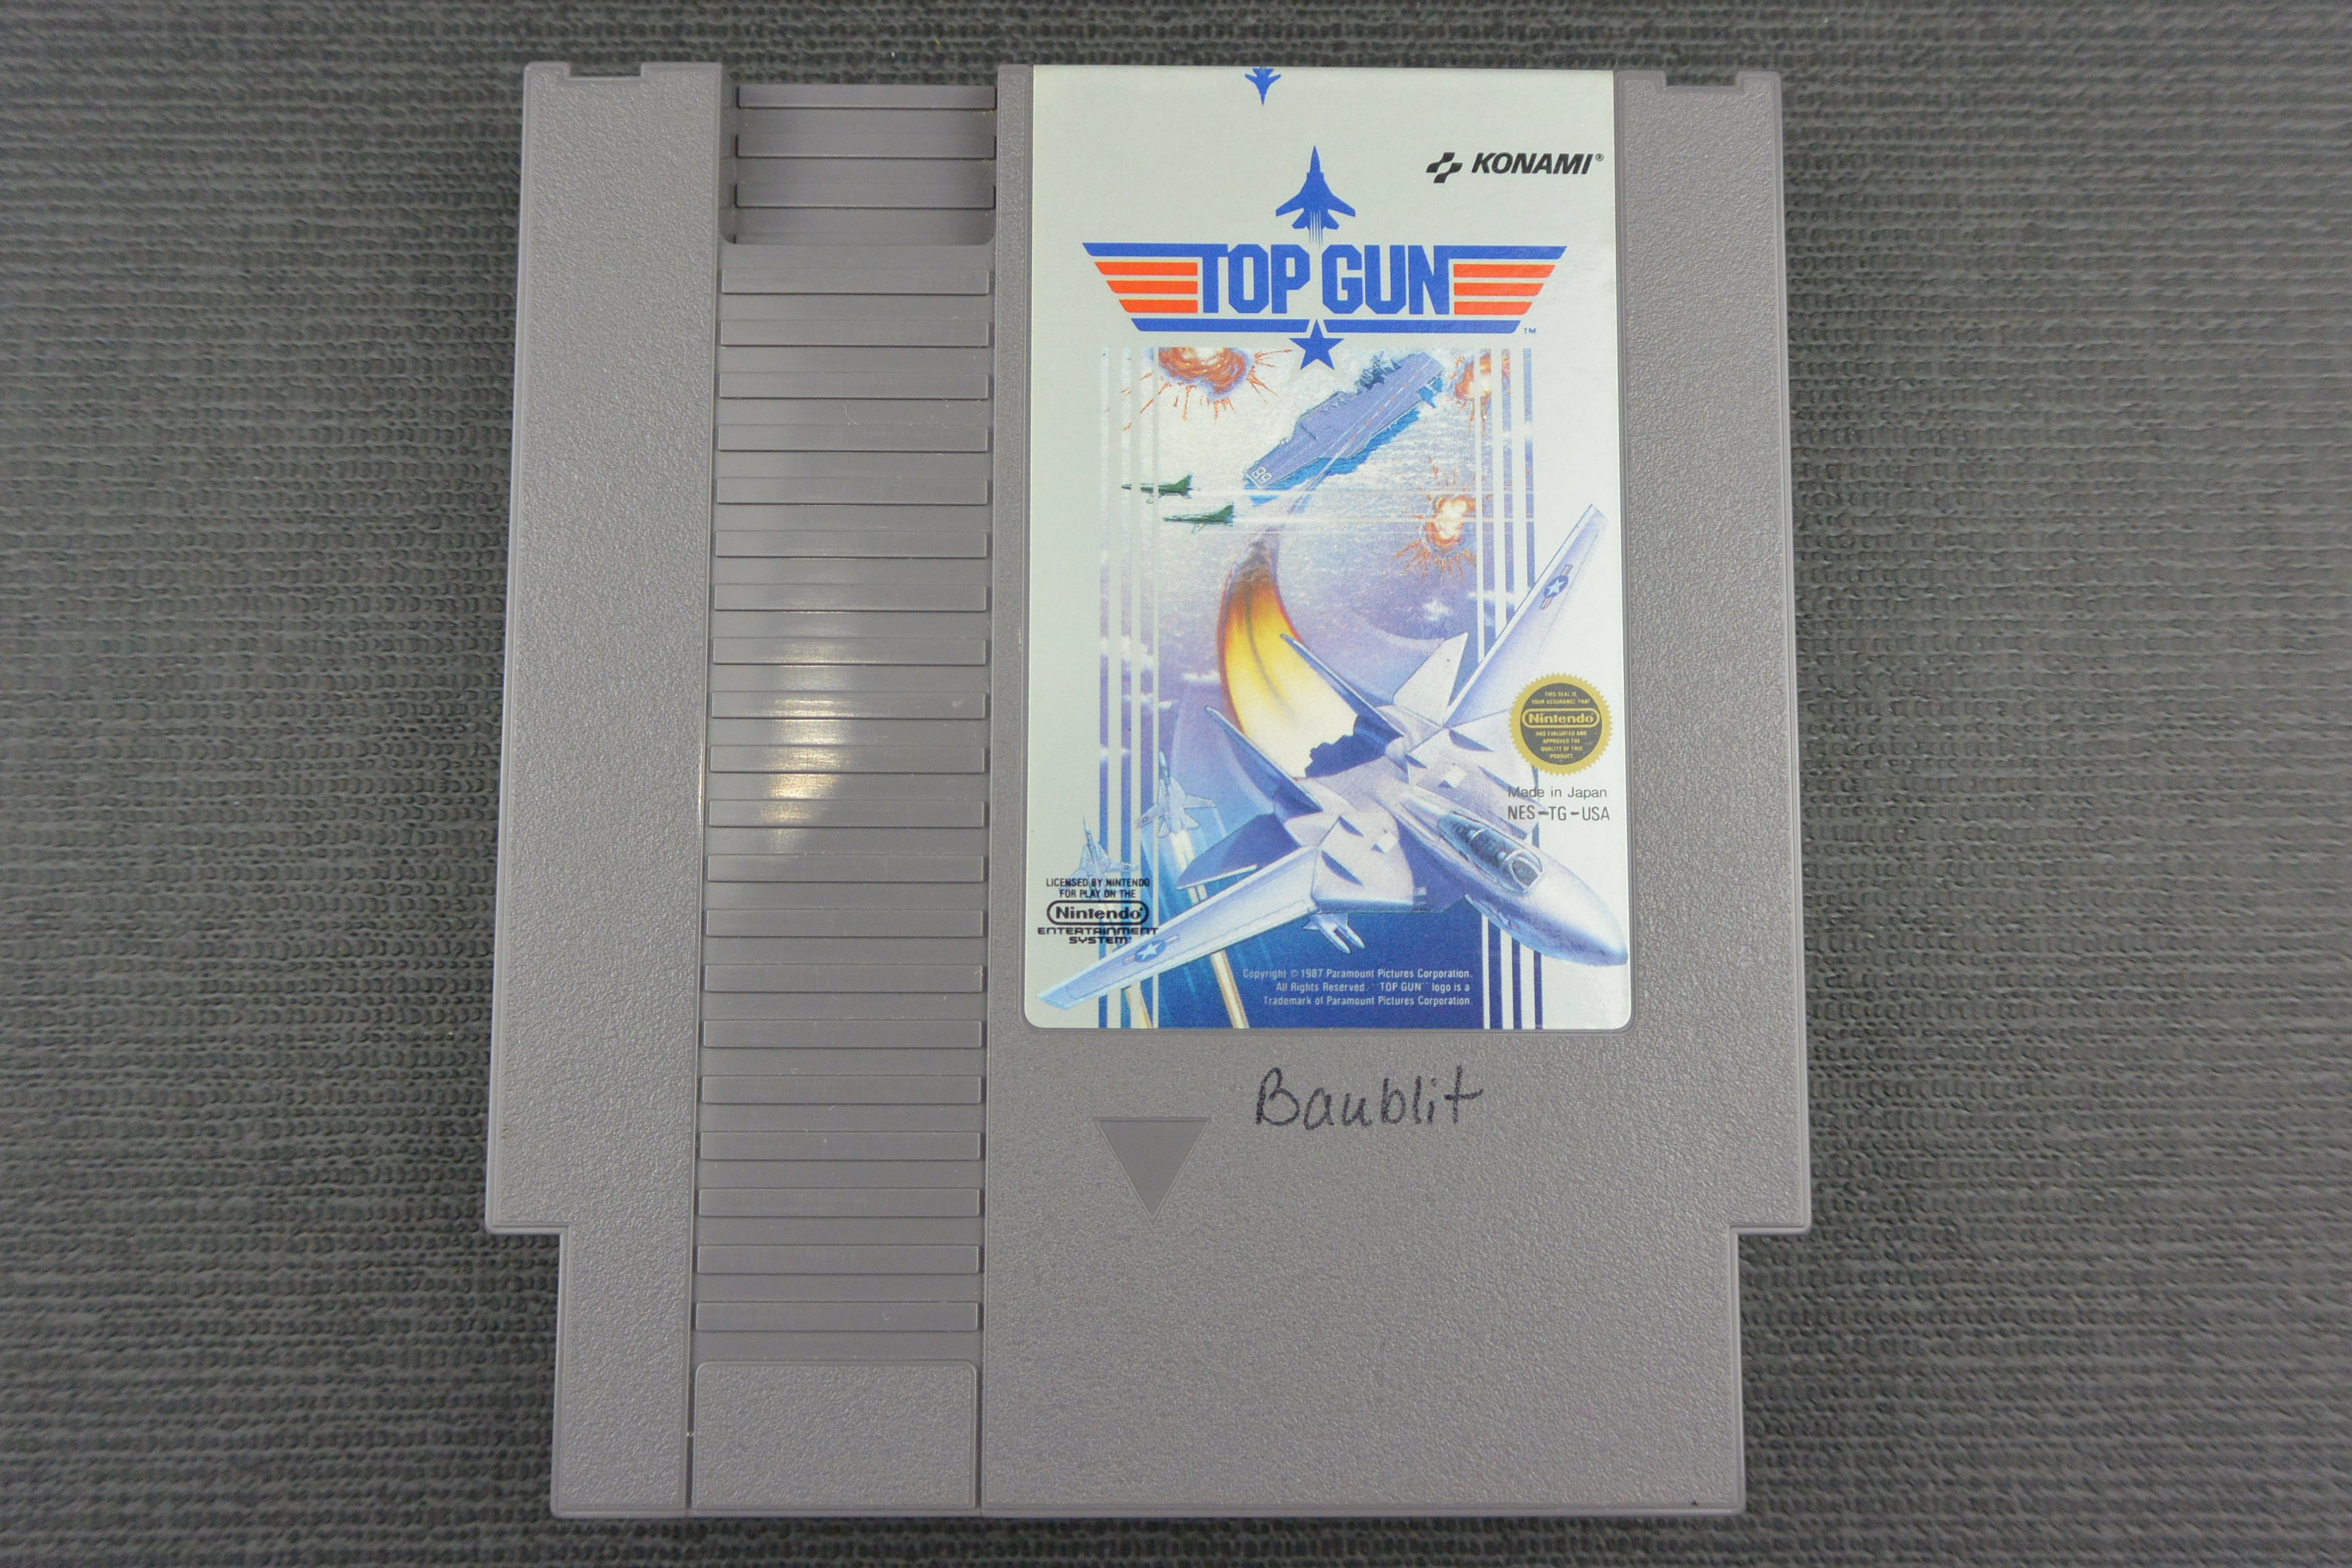 KONAMI®
TOP GUN
TM
THIS SEAL IS
YOUR ASSURANCE THAT
Nintendo
HAS EVALUATED AND
APPROVED THE
QUALITY OF THIS
PRODUCT.
Made in Japan
NES-TG-USA
LICENSED BY NINTENDO
FOR PLAY ON THE
Nintendo®
ENTERTAINMENT
SYSTEM
Copyright © 1987 Paramount Pictures Corporation.
All Rights Reserved. "TOP GUN" logo is a
Trademark of Paramount Pictures Corporation.
Baublit